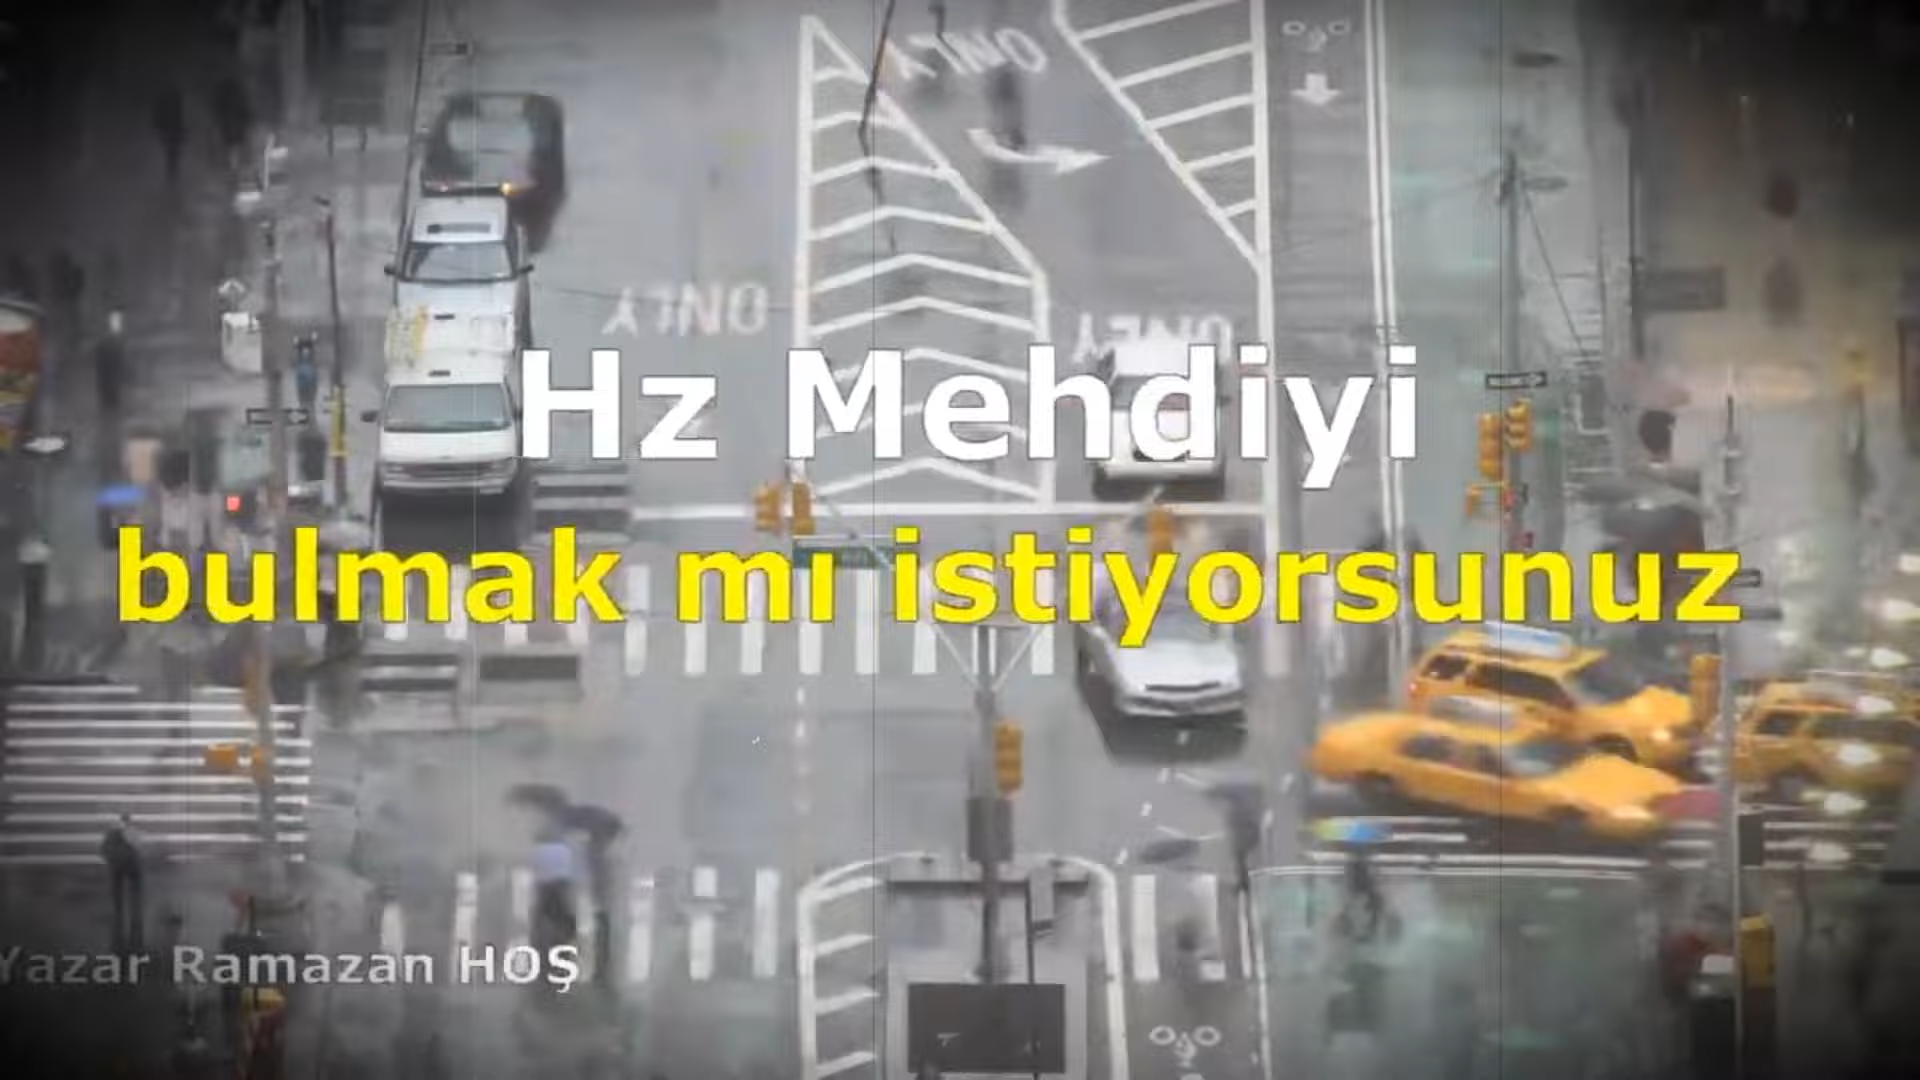 ONLY
ONLY
ONLY
Hz Mehdiyi
bulmak mı istiyorsunuz
Yazar Ramazan HOŞ